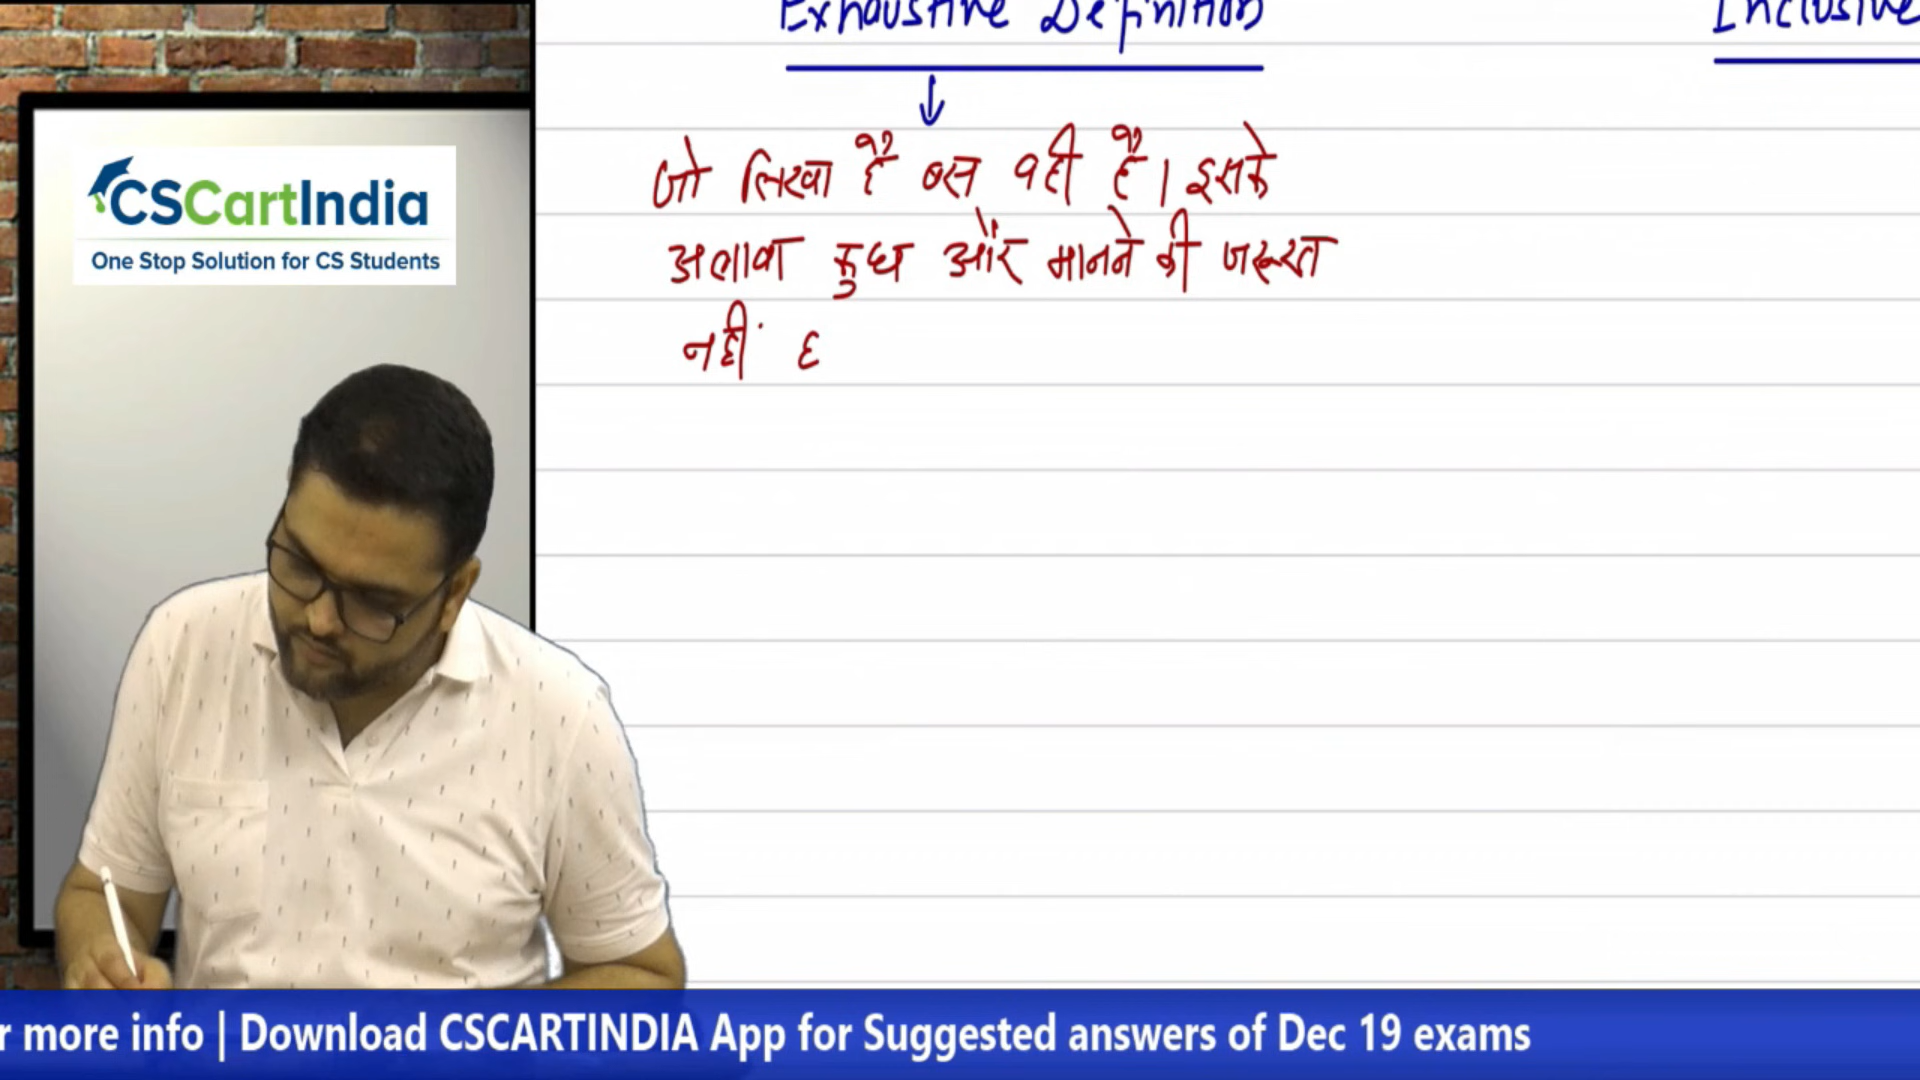 Exhaustive Definition
Inclusive
जो लिखा है बस वही है। इसके
अलावा कुछ और मानने की जरूरत
नहीं
CSCartIndia
One Stop Solution for CS Students
r more info | Download CSCARTINDIA App for Suggested answers of Dec 19 exams